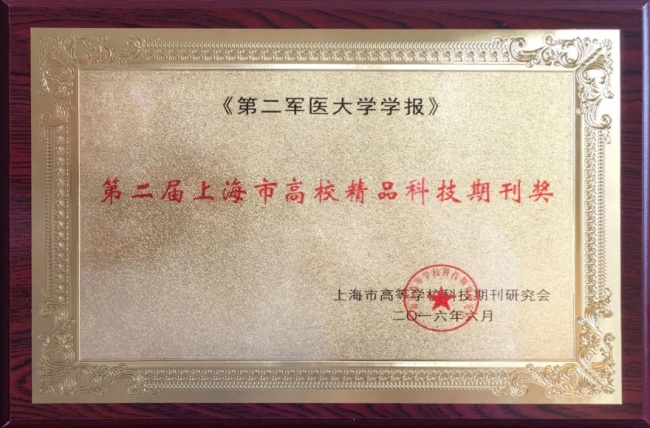 《第二军医大学学报》
第二届上海市高校精品科技期刊奖
上海市高等学校科技期刊研究会
二〇一六年六月